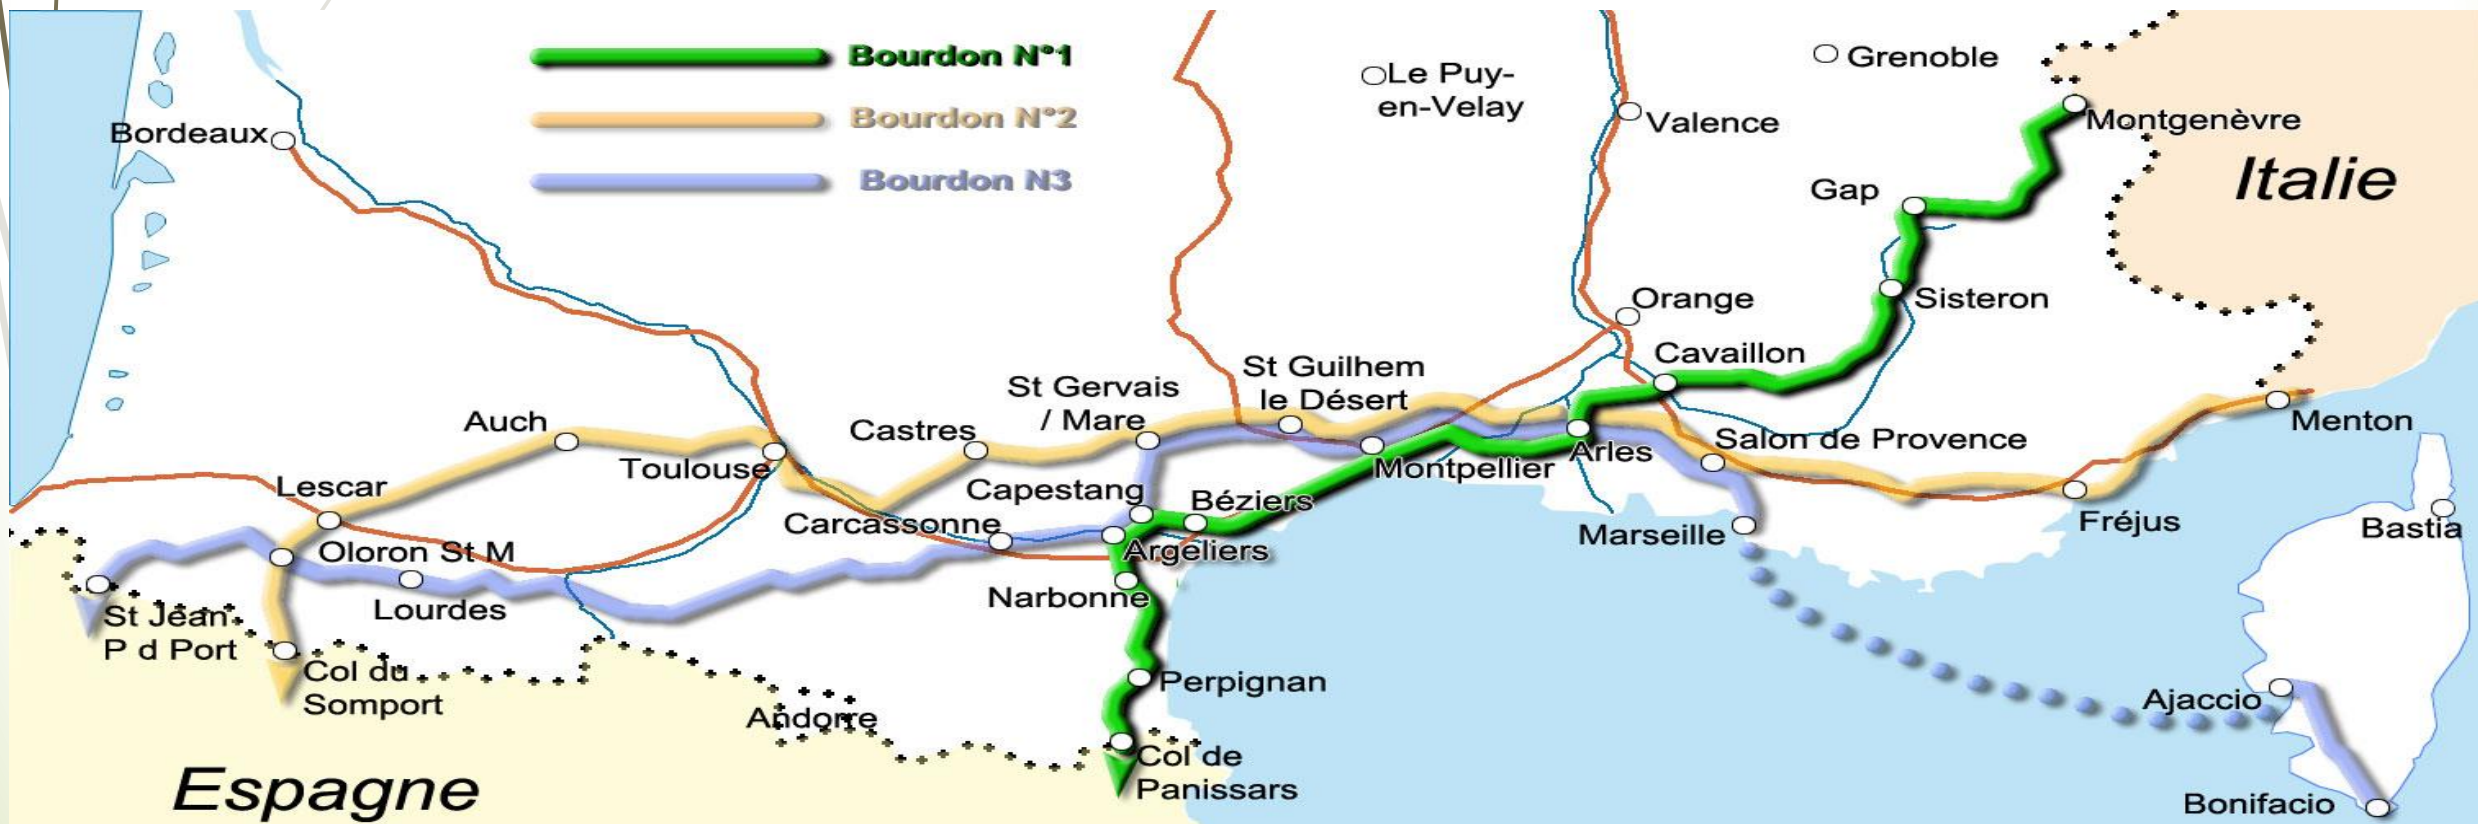 Bourdon N°1
Bourdon N°2
Bourdon N3
Grenoble
Le Puy-
en-Velay
Valence
Montgenèvre
Bordeaux
Italie
Gap
Orange
Sisteron
Cavaillon
St Guilhem
le Désert
St Gervais
/ Mare
Auch
Castres
Menton
Toulouse
Salon de Provence
Arles
Montpellier
Lescar
Capestang
Béziers
Carcassonne
Marseille
Fréjus
Bastia
Oloron St M
Argeliers
Narbonne
Lourdes
St Jean
P d Port
Col du
Somport
Perpignan
Ajaccio
Andorre
Col de
Panissars
Espagne
Bonifacio